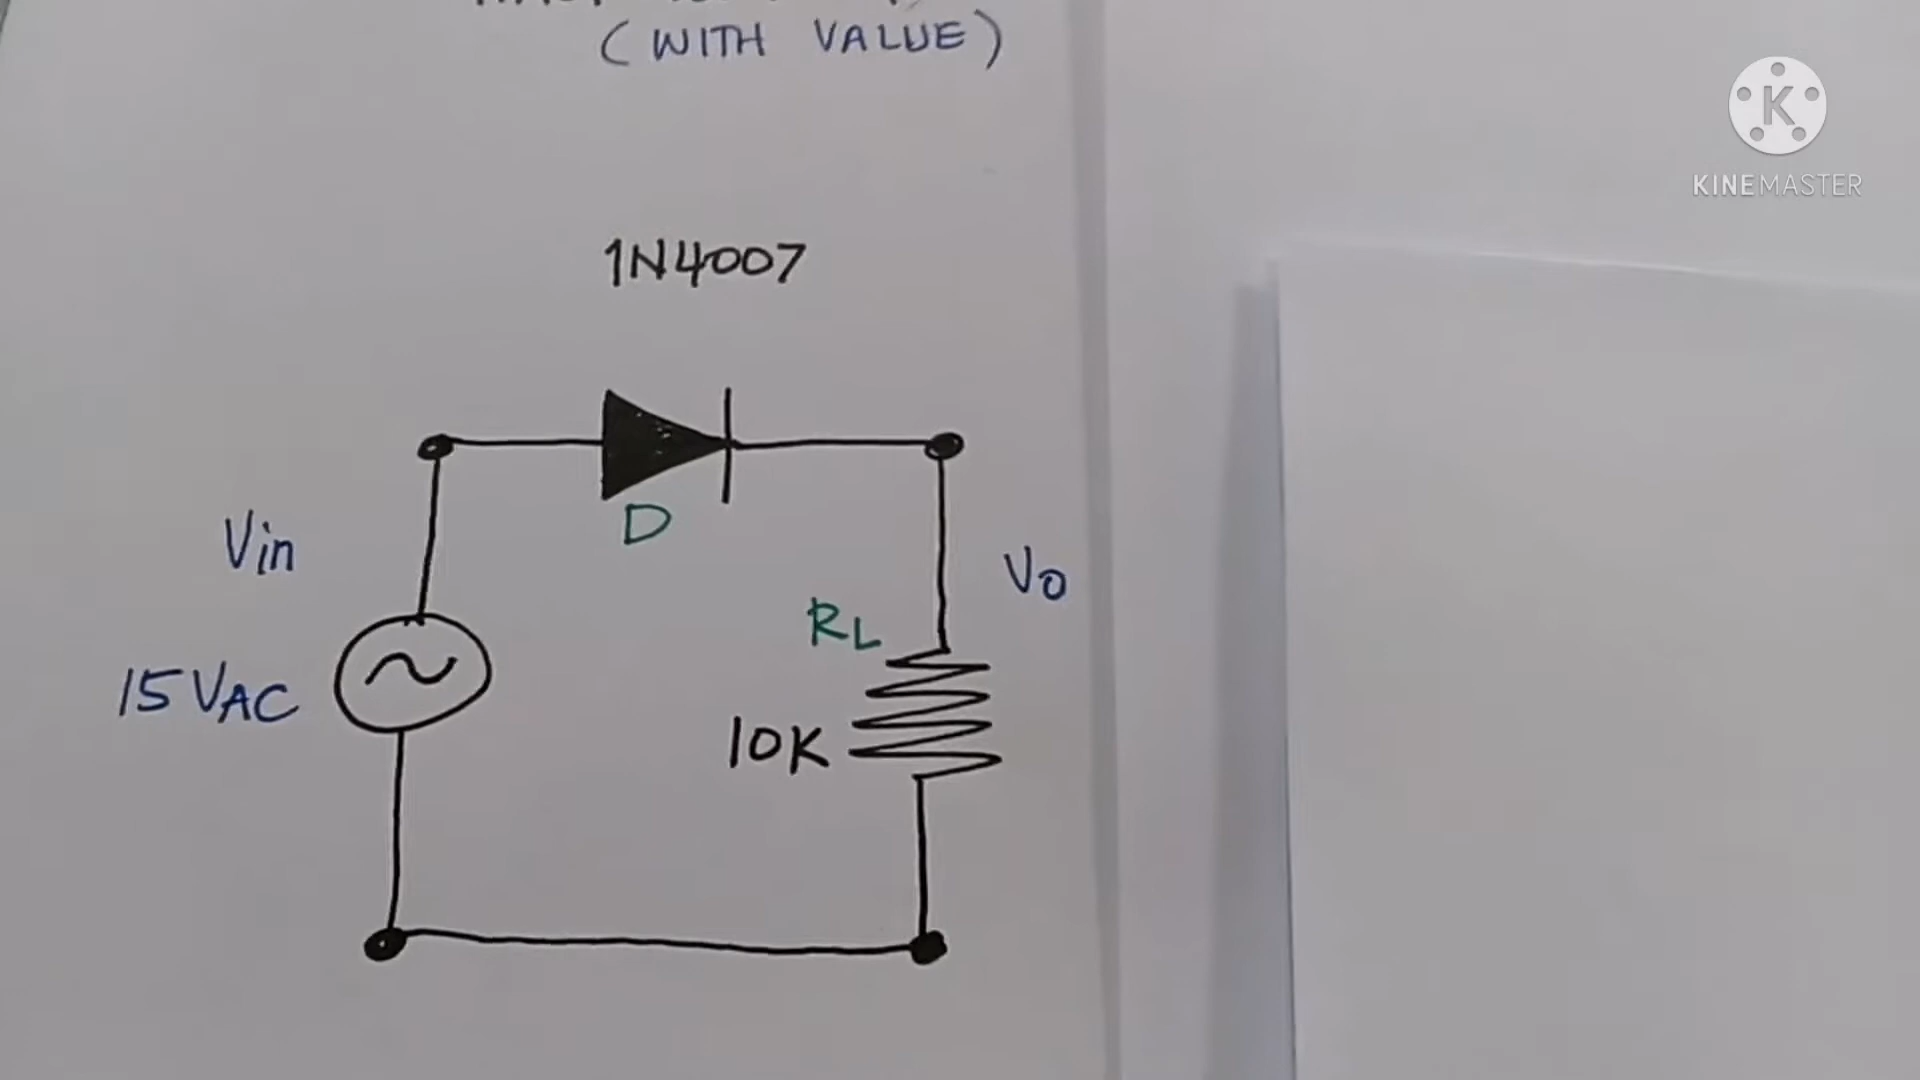 (WITH VALUE)
K
KINEMASTER
1N4007
D
Vin
Vo
RL
15VAC
10K